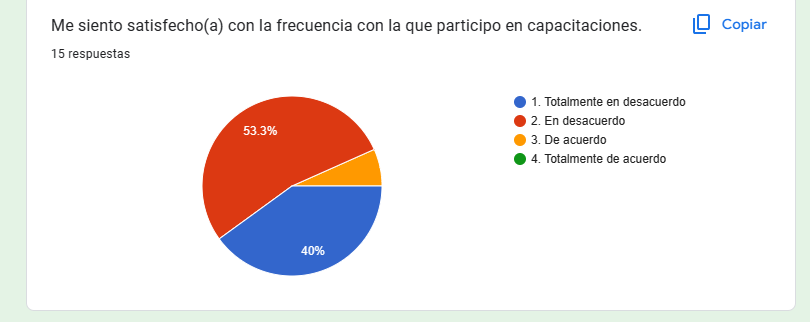 Me siento satisfecho(a) con la frecuencia con la que participo en capacitaciones.
Copiar
15 respuestas
53.3%
40%
1. Totalmente en desacuerdo
2. En desacuerdo
3. De acuerdo
4. Totalmente de acuerdo